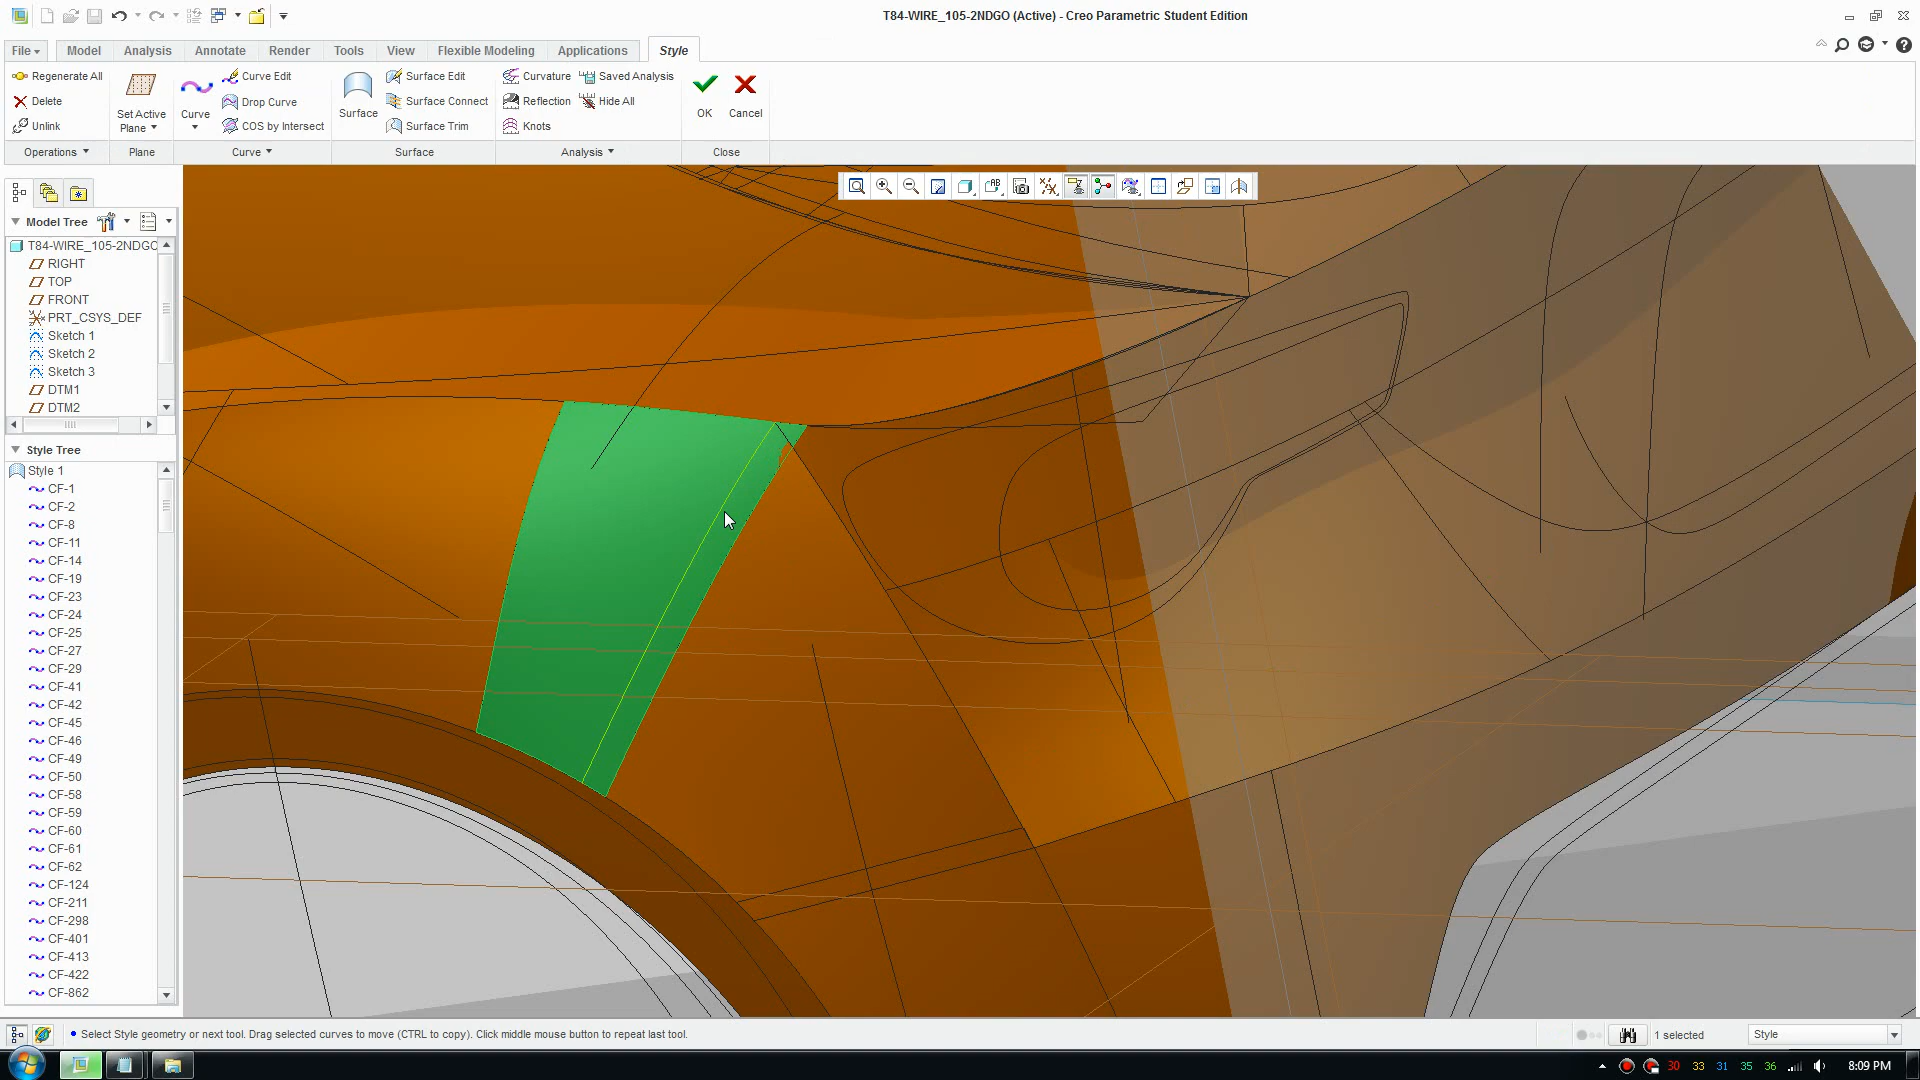 T84-WIRE_105-2NDGO (Active) - Creo Parametric Student Edition
File Model Analysis Annotate Render Tools View Flexible Modeling Applications Style
Regenerate All
Delete
Unlink
Set Active
Plane
Curve
Curve Edit
Drop Curve
COS by Intersect
Surface
Surface Edit
Surface Connect
Surface Trim
Curvature
Reflection
Knots
Saved Analysis
Hide All
OK
Cancel
Operations Plane Curve Surface Analysis Close
Model Tree
T84-WIRE_105-2NDGO
RIGHT
TOP
FRONT
PRT_CSYS_DEF
Sketch 1
Sketch 2
Sketch 3
DTM1
DTM2
Style Tree
Style 1
CF-1
CF-2
CF-8
CF-11
CF-14
CF-19
CF-23
CF-24
CF-25
CF-27
CF-29
CF-41
CF-42
CF-45
CF-46
CF-49
CF-50
CF-58
CF-59
CF-60
CF-61
CF-62
CF-124
CF-211
CF-298
CF-401
CF-413
CF-422
CF-862
Select Style geometry or next tool. Drag selected curves to move (CTRL to copy). Click middle mouse button to repeat last tool.
1 selected
Style
30 33 31 35 36
8:09 PM